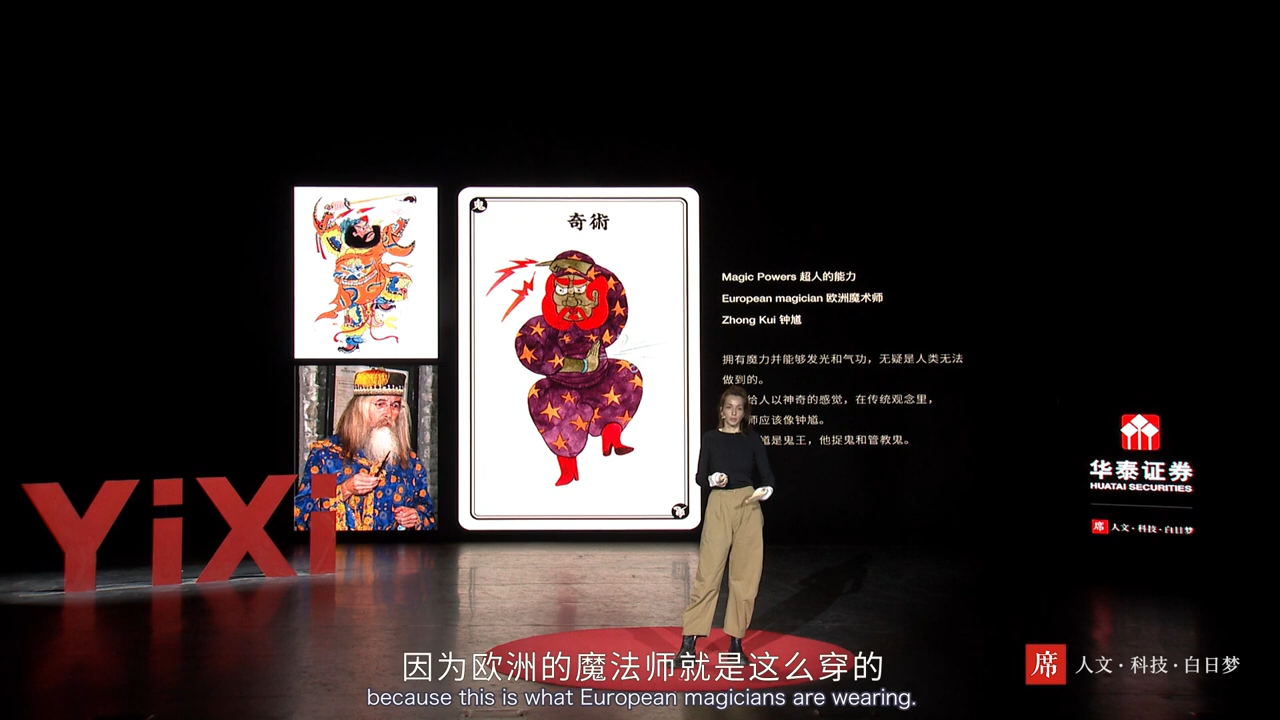 鬼
奇術
鬼
Magic Powers 超人的能力
European magician 欧洲魔术师
Zhong Kui 钟馗
拥有魔力并能够发光和气功，无疑是人类无法
做到的。
给人以神奇的感觉，在传统观念里，
师应该像钟馗。
道是鬼王，他捉鬼和管教鬼。
YiXi
华泰证券
HUATAI SECURITIES
席 人文·科技·白日梦
因为欧洲的魔法师就是这么穿的
because this is what European magicians are wearing.
席 人文·科技·白日梦